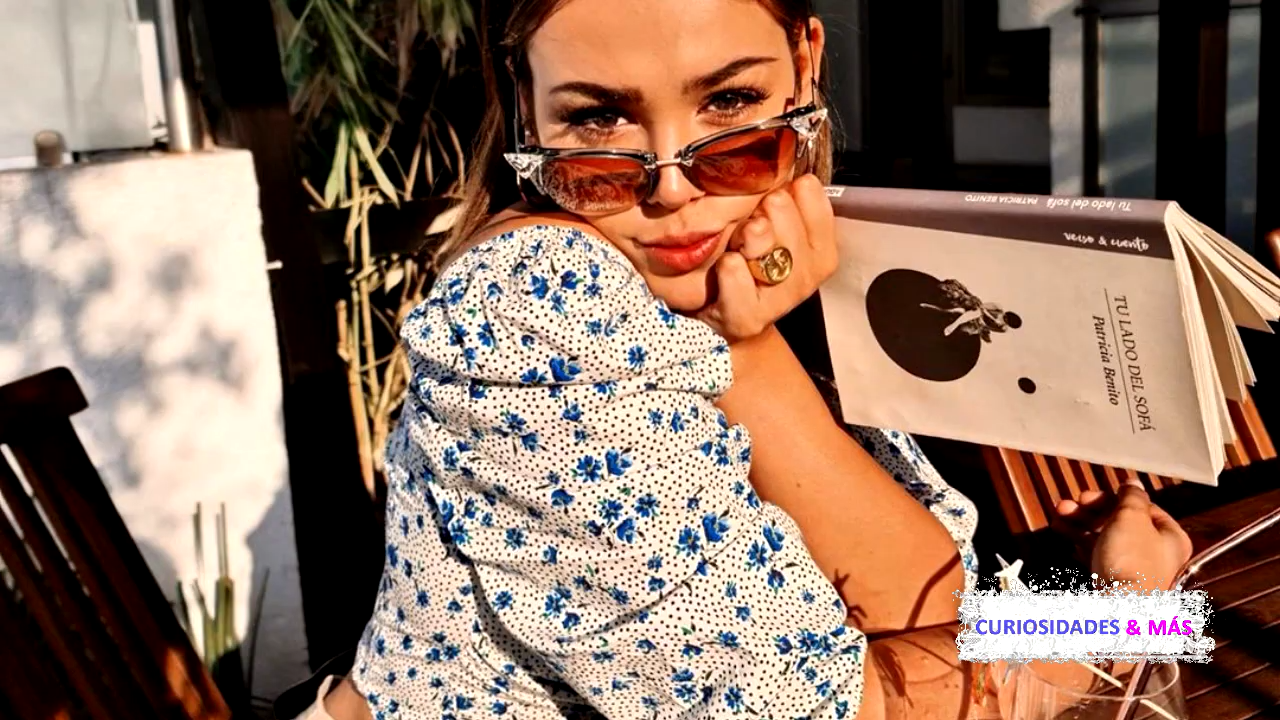 Tu lado del sofá PATRICIA BENITO
verso & cuento
TU LADO DEL SOFÁ
Patricia Benito
CURIOSIDADES & MÁS